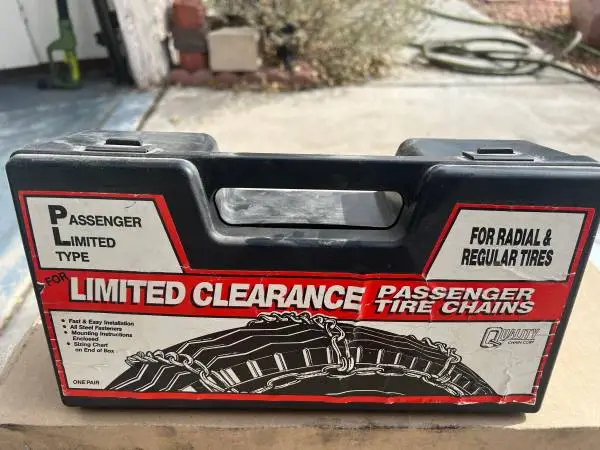 PASSENGER
LIMITED
TYPE
FOR RADIAL &
REGULAR TIRES
FOR
LIMITED CLEARANCE
PASSENGER
TIRE CHAINS
• Fast & Easy Installation
• All Steel Fasteners
• Mounting Instructions
Enclosed
• Sizing Chart
on End of Box
QUALITY
CHAIN CORP.
ONE PAIR